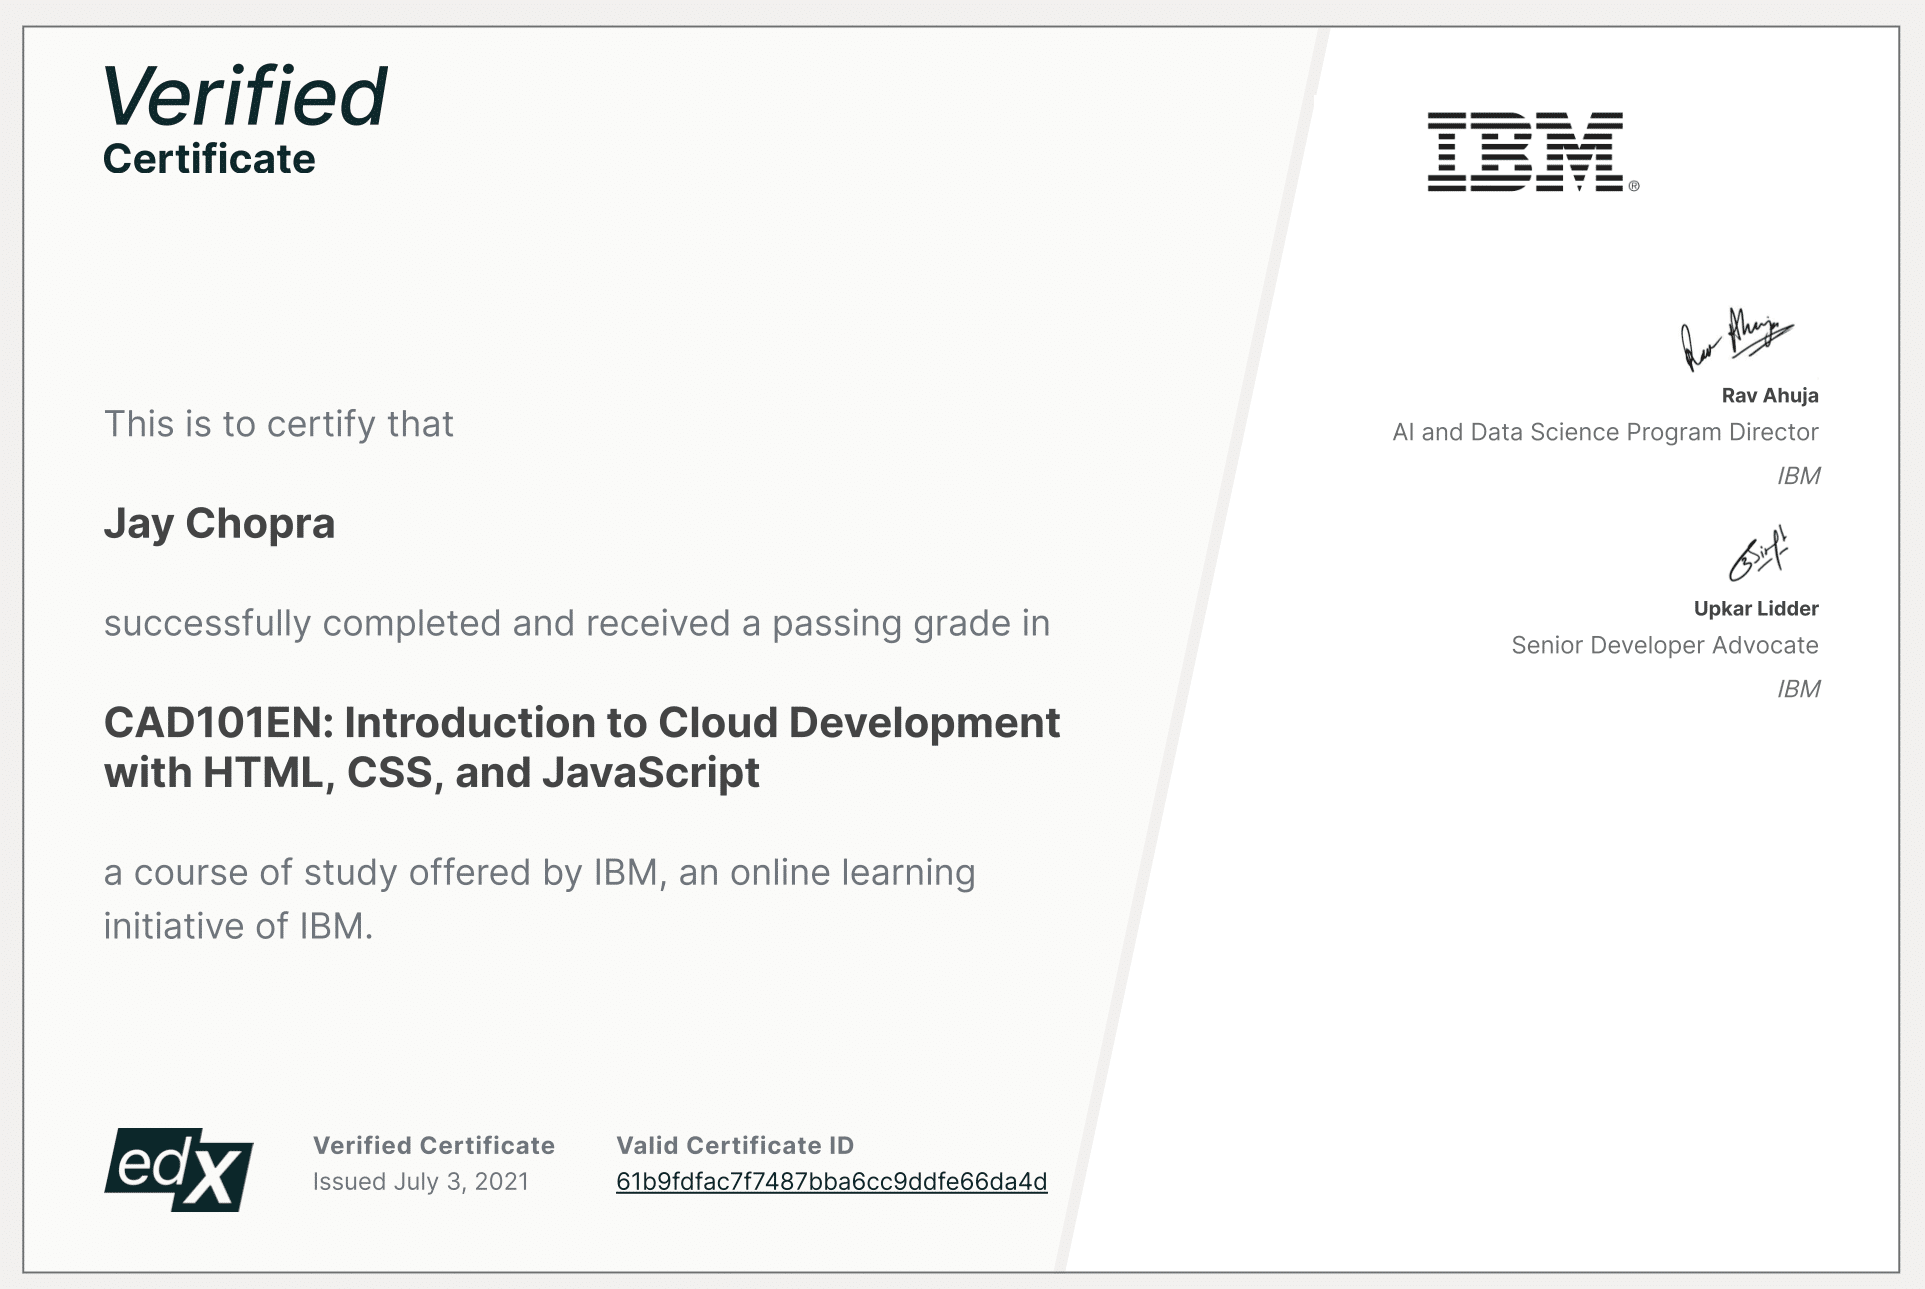 Verified
Certificate
IBM®
This is to certify that
Jay Chopra
successfully completed and received a passing grade in
CAD101EN: Introduction to Cloud Development
with HTML, CSS, and JavaScript
a course of study offered by IBM, an online learning
initiative of IBM.
Rav Ahuja
Rav Ahuja
AI and Data Science Program Director
IBM
Upkar Lidder
Senior Developer Advocate
IBM
edX
Verified Certificate
Issued July 3, 2021
Valid Certificate ID
61b9fdfac7f7487bba6cc9ddfe66da4d